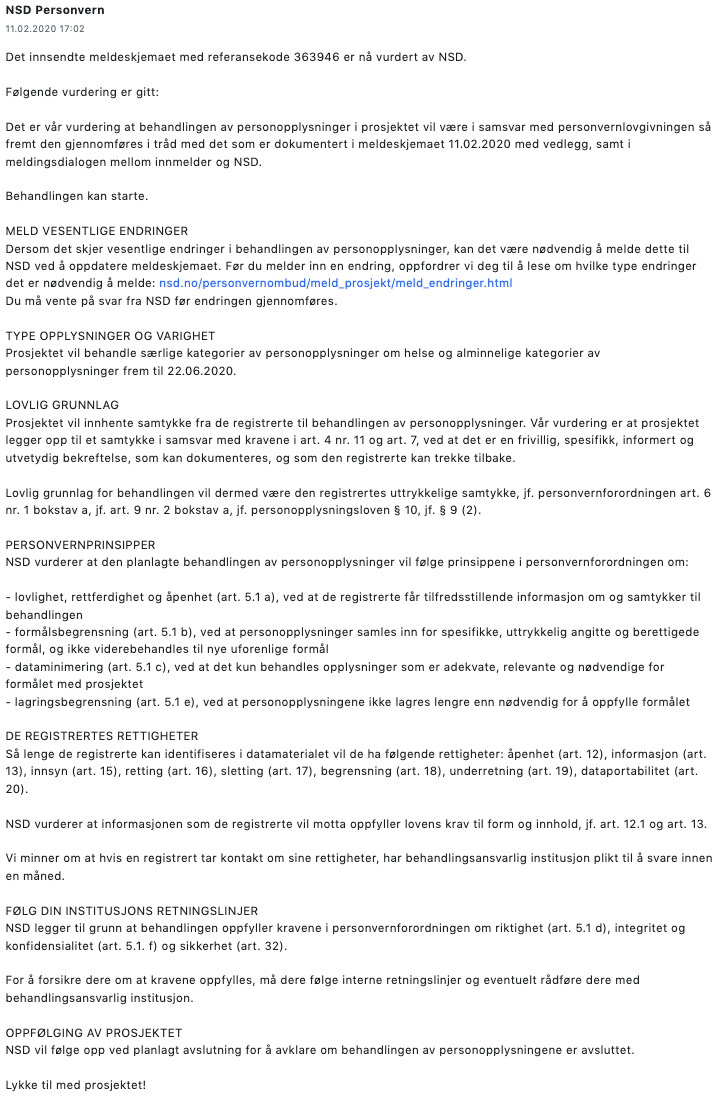 NSD Personvern
11.02.2020 17:02
Det innsendte meldeskjemaet med referansekode 363946 er nå vurdert av NSD.
Følgende vurdering er gitt:
Det er vår vurdering at behandlingen av personopplysninger i prosjektet vil være i samsvar med personvernlovgivningen så
fremt den gjennomføres i tråd med det som er dokumentert i meldeskjemaet 11.02.2020 med vedlegg, samt i
meldingsdialogen mellom innmelder og NSD.
Behandlingen kan starte.
MELD VESENTLIGE ENDRINGER
Dersom det skjer vesentlige endringer i behandlingen av personopplysninger, kan det være nødvendig å melde dette til
NSD ved å oppdatere meldeskjemaet. Før du melder inn en endring, oppfordrer vi deg til å lese om hvilke type endringer
det er nødvendig å melde: nsd.no/personvernombud/meld_prosjekt/meld_endringer.html
Du må vente på svar fra NSD før endringen gjennomføres.
TYPE OPPLYSNINGER OG VARIGHET
Prosjektet vil behandle særlige kategorier av personopplysninger om helse og alminnelige kategorier av
personopplysninger frem til 22.06.2020.
LOVLIG GRUNNLAG
Prosjektet vil innhente samtykke fra de registrerte til behandlingen av personopplysninger. Vår vurdering er at prosjektet
legger opp til et samtykke i samsvar med kravene i art. 4 nr. 11 og art. 7, ved at det er en frivillig, spesifikk, informert og
utvetydig bekreftelse, som kan dokumenteres, og som den registrerte kan trekke tilbake.
Lovlig grunnlag for behandlingen vil dermed være den registrertes uttrykkelige samtykke, jf. personvernforordningen art. 6
nr. 1 bokstav a, jf. art. 9 nr. 2 bokstav a, jf. personopplysningsloven § 10, jf. § 9 (2).
PERSONVERNPRINSIPPER
NSD vurderer at den planlagte behandlingen av personopplysninger vil følge prinsippene i personvernforordningen om:
- lovlighet, rettferdighet og åpenhet (art. 5.1 a), ved at de registrerte får tilfredsstillende informasjon om og samtykker til
behandlingen
- formålsbegrensning (art. 5.1 b), ved at personopplysninger samles inn for spesifikke, uttrykkelig angitte og berettigede
formål, og ikke viderebehandles til nye uforenlige formål
- dataminimering (art. 5.1 c), ved at det kun behandles opplysninger som er adekvate, relevante og nødvendige for
formålet med prosjektet
- lagringsbegrensning (art. 5.1 e), ved at personopplysningene ikke lagres lengre enn nødvendig for å oppfylle formålet
DE REGISTRERTES RETTIGHETER
Så lenge de registrerte kan identifiseres i datamaterialet vil de ha følgende rettigheter: åpenhet (art. 12), informasjon (art.
13), innsyn (art. 15), retting (art. 16), sletting (art. 17), begrensning (art. 18), underretning (art. 19), dataportabilitet (art.
20).
NSD vurderer at informasjonen som de registrerte vil motta oppfyller lovens krav til form og innhold, jf. art. 12.1 og art. 13.
Vi minner om at hvis en registrert tar kontakt om sine rettigheter, har behandlingsansvarlig institusjon plikt til å svare innen
en måned.
FØLG DIN INSTITUSJONS RETNINGSLINJER
NSD legger til grunn at behandlingen oppfyller kravene i personvernforordningen om riktighet (art. 5.1 d), integritet og
konfidensialitet (art. 5.1. f) og sikkerhet (art. 32).
For å forsikre dere om at kravene oppfylles, må dere følge interne retningslinjer og eventuelt rådføre dere med
behandlingsansvarlig institusjon.
OPPFØLGING AV PROSJEKTET
NSD vil følge opp ved planlagt avslutning for å avklare om behandlingen av personopplysningene er avsluttet.
Lykke til med prosjektet!